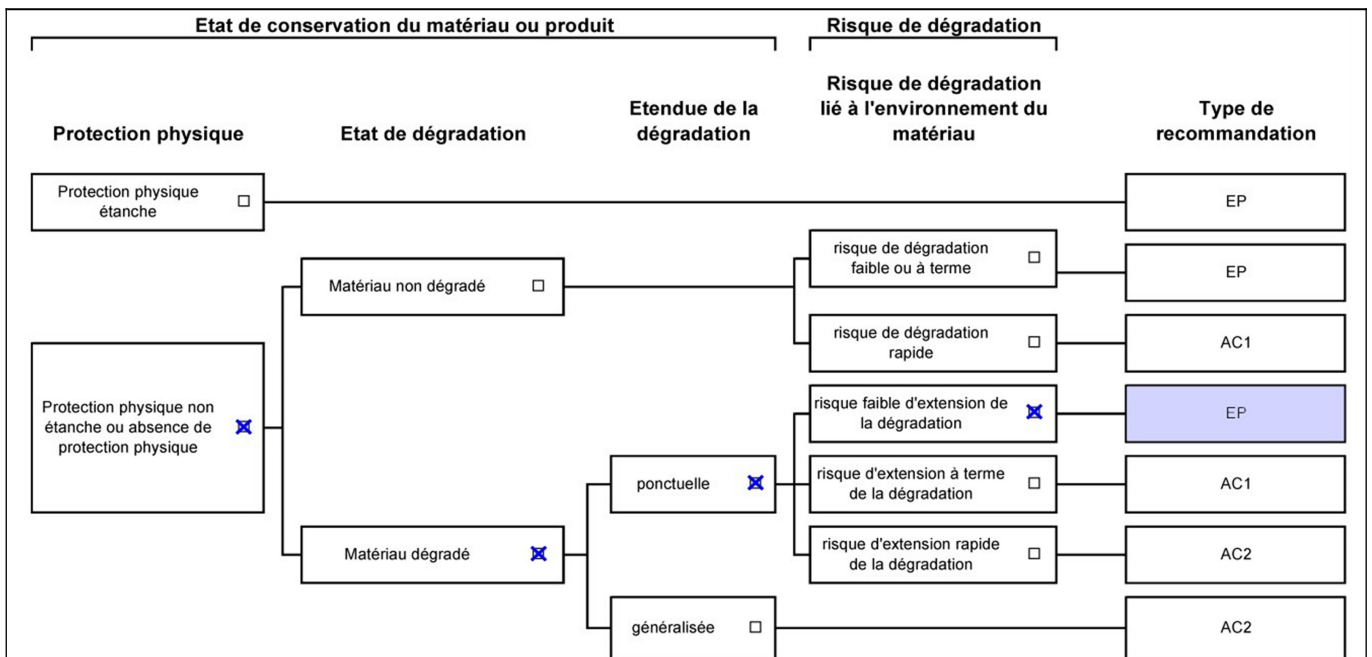 Etat de conservation du matériau ou produit
Risque de dégradation
Protection physique
Etat de dégradation
Etendue de la
dégradation
Risque de dégradation
lié à l'environnement du
matériau
Type de
recommandation
Protection physique
étanche
EP
risque de dégradation
faible ou à terme
EP
Matériau non dégradé
risque de dégradation
rapide
AC1
Protection physique non
étanche ou absence de
protection physique
risque faible d'extension de
la dégradation
EP
ponctuelle
risque d'extension à terme
de la dégradation
AC1
Matériau dégradé
risque d'extension rapide
de la dégradation
AC2
généralisée
AC2